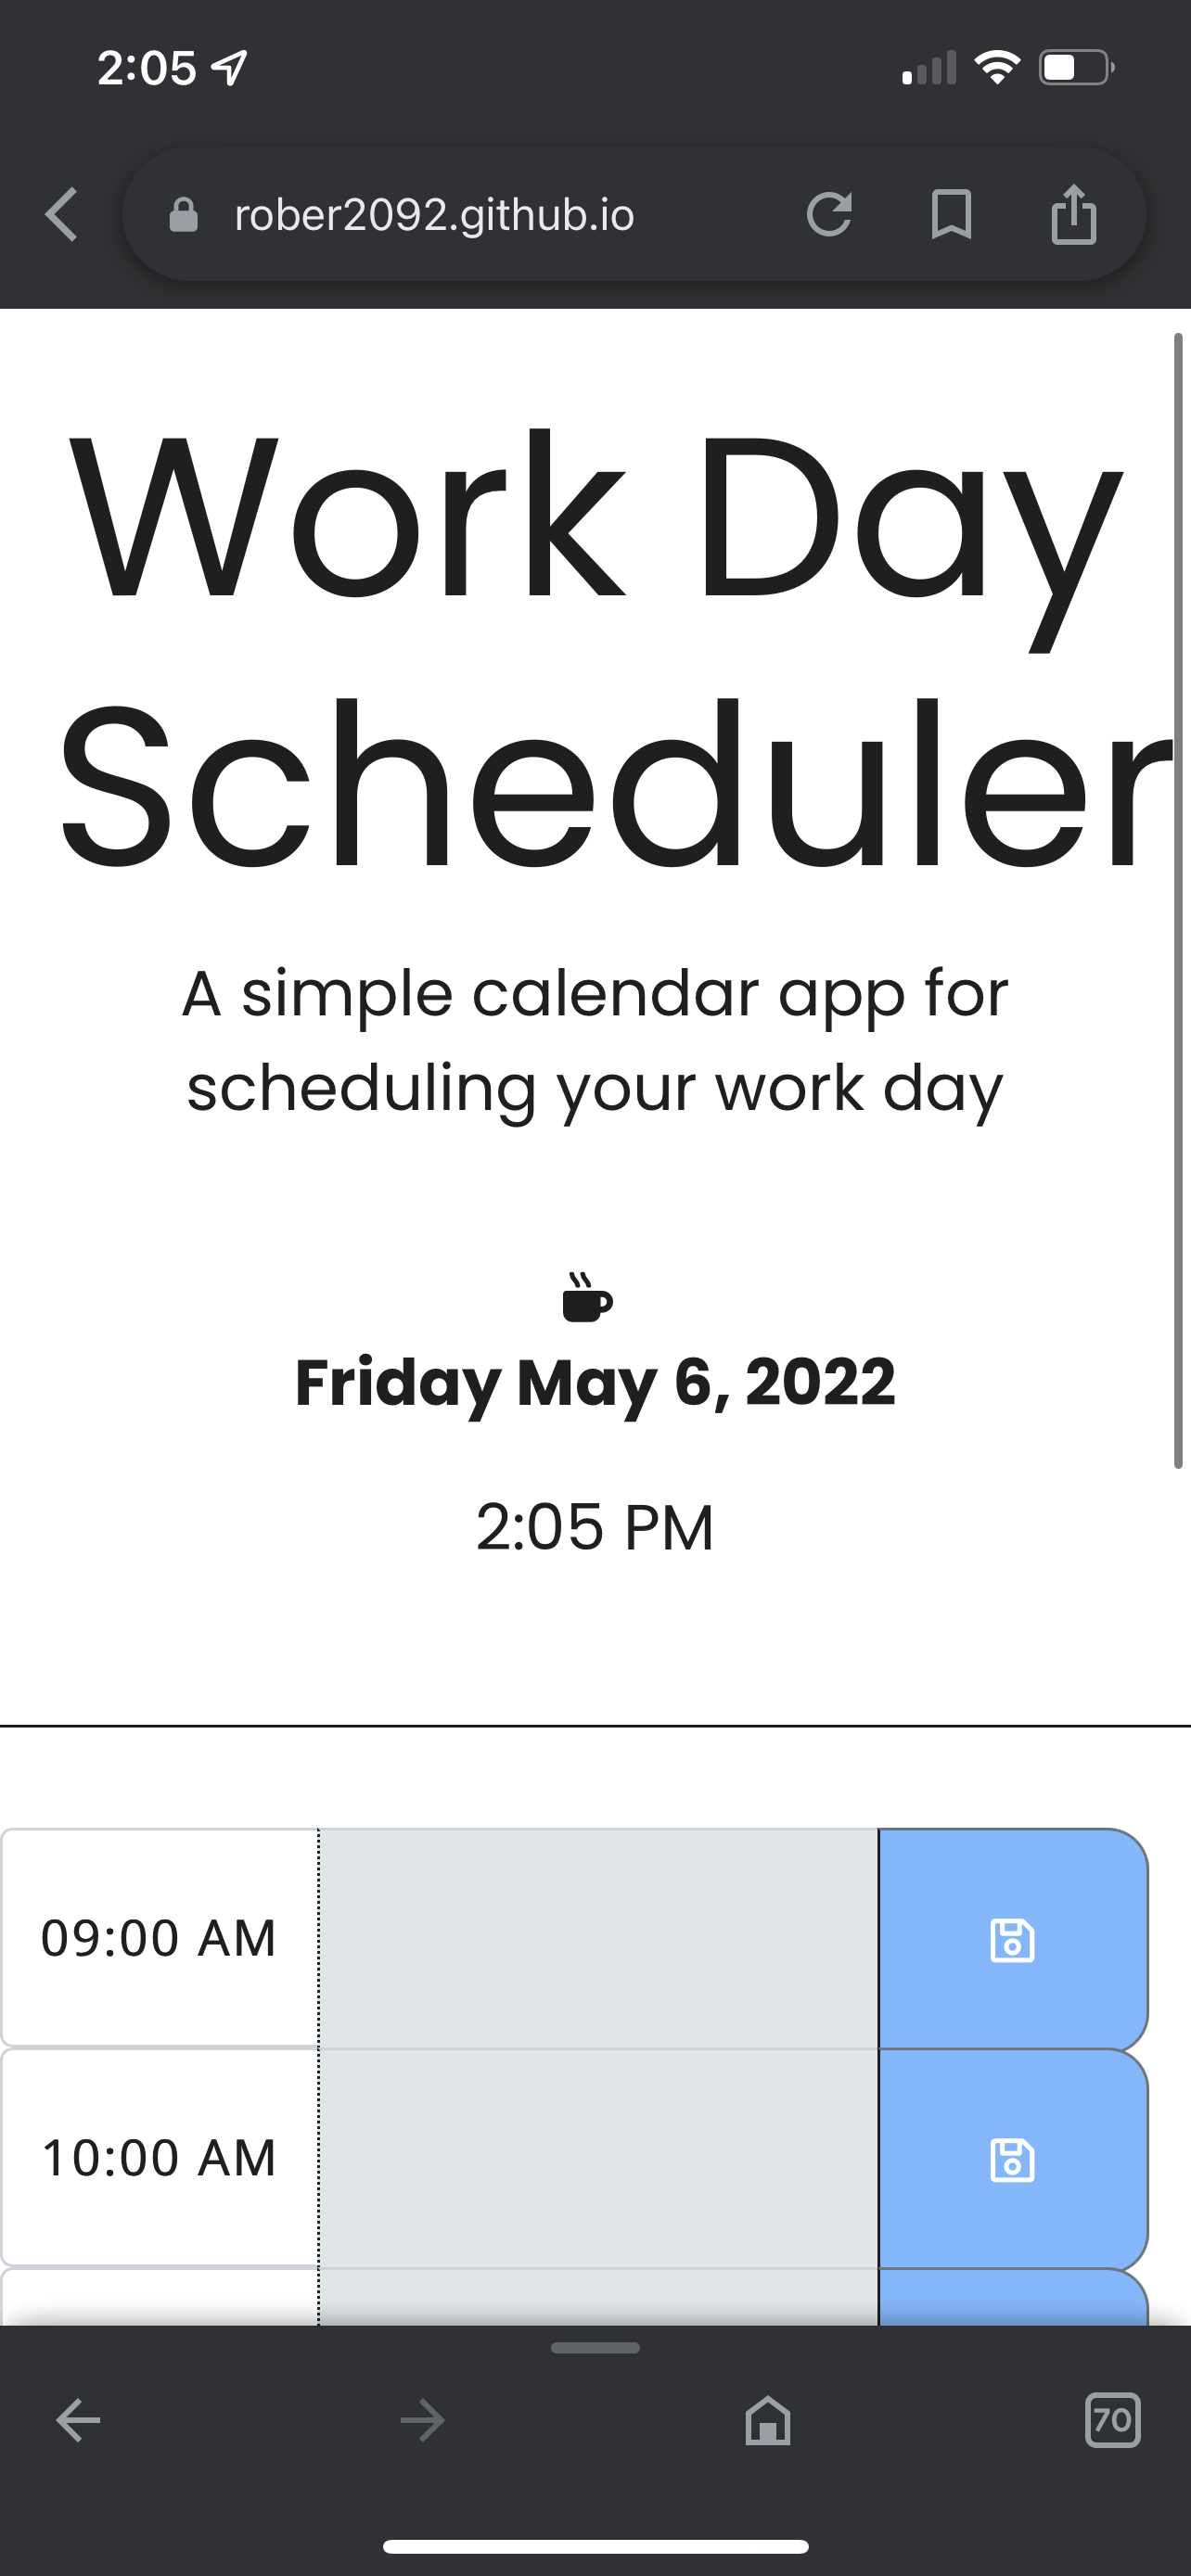 2:05
rober2092.github.io
Work Day
Scheduler
A simple calendar app for
scheduling your work day
Friday May 6, 2022
2:05 PM
09:00 AM
10:00 AM
70